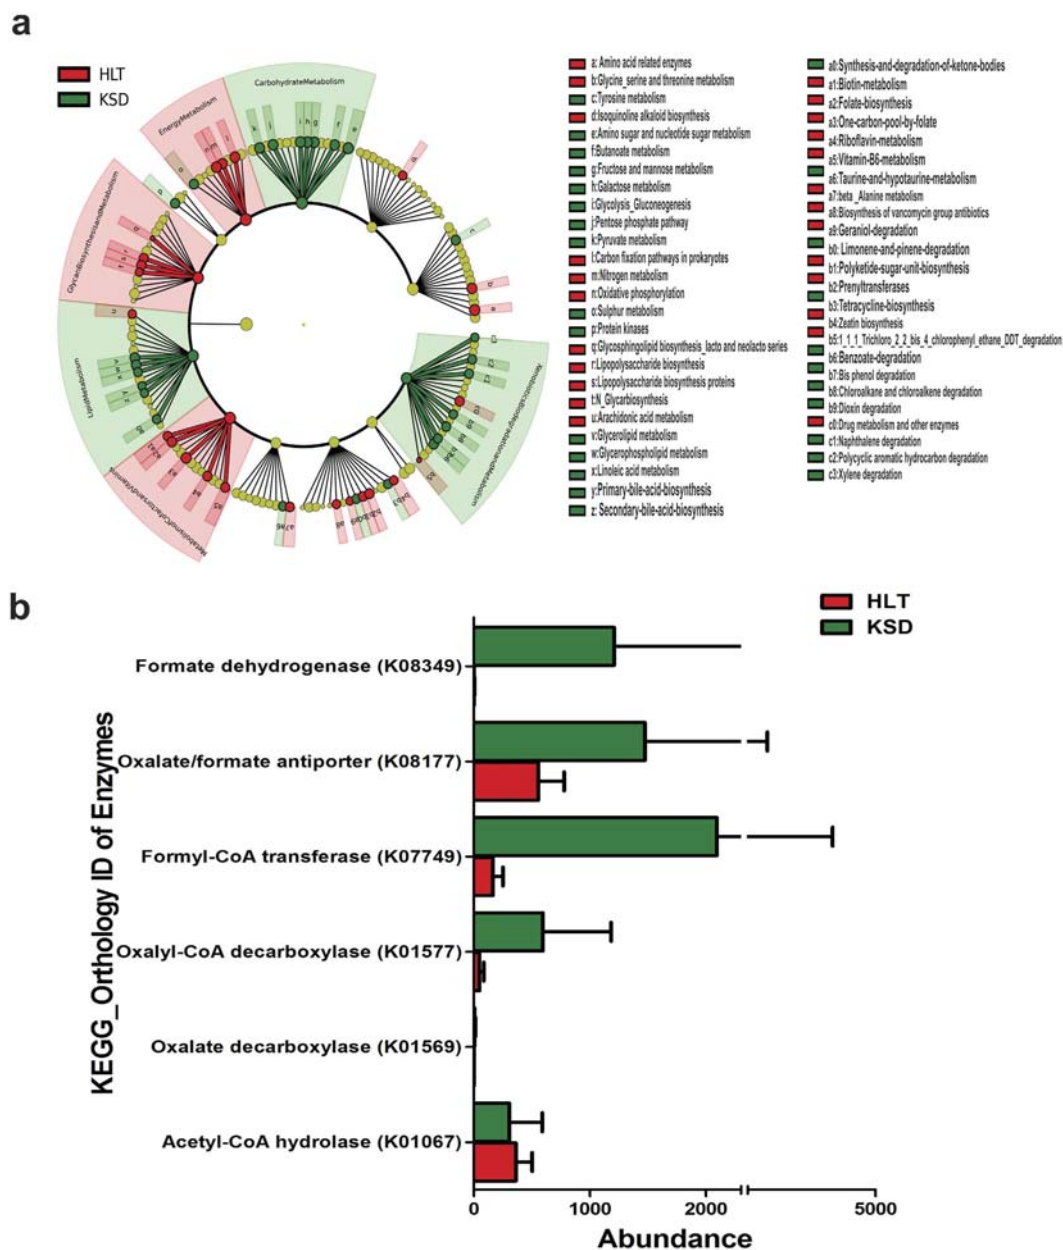 a
HLT
KSD
CarbohydrateMetabolism
EnergyMetabolism
GlycanBiosynthesisandMetabolism
LipidMetabolism
MetabolismofCofactorsandVitamins
XenobioticsBiodegradationandMetabolism
a: Amino acid related enzymes
b:Glycine_serine and threonine metabolism
c:Tyrosine metabolism
d:Isoquinoline alkaloid biosynthesis
e:Amino sugar and nucleotide sugar metabolism
f:Butanoate metabolism
g:Fructose and mannose metabolism
h:Galactose metabolism
i:Glycolysis_Gluconeogenesis
j:Pentose phosphate pathway
k:Pyruvate metabolism
l:Carbon fixation pathways in prokaryotes
m:Nitrogen metabolism
n:Oxidative phosphorylation
o:Sulphur metabolism
p:Protein kinases
q:Glycosphingolipid biosynthesis_lacto and neolacto series
r:Lipopolysaccharide biosynthesis
s:Lipopolysaccharide biosynthesis proteins
t:N_Glycarbiosynthesis
u:Arachidonic acid metabolism
v:Glycerolipid metabolism
w:Glycerophospholipid metabolism
x:Linoleic acid metabolism
y:Primary-bile-acid-biosynthesis
z: Secondary-bile-acid-biosynthesis
a0:Synthesis-and-degradation-of-ketone-bodies
a1:Biotin-metabolism
a2:Folate-biosynthesis
a3:One-carbon-pool-by-folate
a4:Riboflavin-metabolism
a5:Vitamin-B6-metabolism
a6:Taurine-and-hypotaurine-metabolism
a7:beta _Alanine metabolism
a8:Biosynthesis of vancomycin group antibiotics
a9:Geraniol-degradation
b0: Limonene-and-pinene-degradation
b1:Polyketide-sugar-unit-biosynthesis
b2:Prenyltransferases
b3:Tetracycline-biosynthesis
b4:Zeatin biosynthesis
b5:1_1_1_Trichloro_2_2_bis_4_chlorophenyl_ethane_DDT_degradation
b6:Benzoate-degradation
b7:Bis phenol degradation
b8:Chloroalkane and chloroalkene degradation
b9:Dioxin degradation
c0:Drug metabolism and other enzymes
c1:Naphthalene degradation
c2:Polycyclic aromatic hydrocarbon degradation
c3:Xylene degradation
b
HLT
KSD
KEGG_Orthology ID of Enzymes
Formate dehydrogenase (K08349)
Oxalate/formate antiporter (K08177)
Formyl-CoA transferase (K07749)
Oxalyl-CoA decarboxylase (K01577)
Oxalate decarboxylase (K01569)
Acetyl-CoA hydrolase (K01067)
0 1000 2000 5000
Abundance